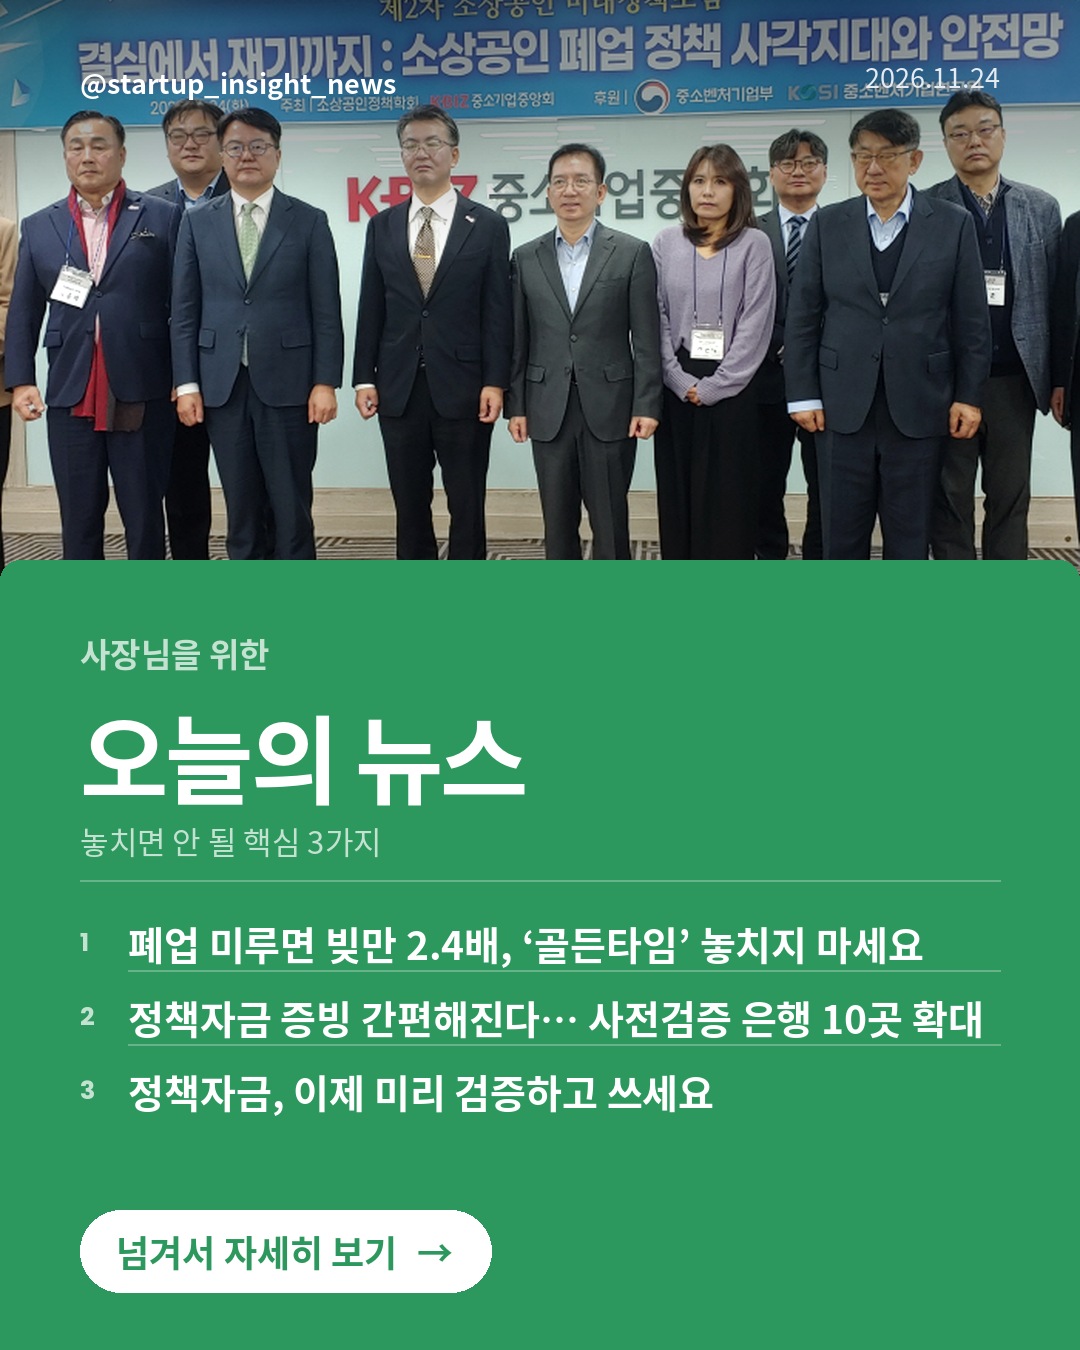 제2차 소상공인 미래정책포럼
결심에서 재기까지 : 소상공인 폐업 정책 사각지대와 안전망
@startup_insight_news
2026.11.24
주최 | 소상공인정책학회 KBIZ 중소기업중앙회
후원 | 중소벤처기업부 KOSI
KBIZ 중소기업중
사장님을 위한
오늘의 뉴스
놓치면 안 될 핵심 3가지
1 폐업 미루면 빚만 2.4배, ‘골든타임’ 놓치지 마세요
2 정책자금 증빙 간편해진다… 사전검증 은행 10곳 확대
3 정책자금, 이제 미리 검증하고 쓰세요
넘겨서 자세히 보기 →